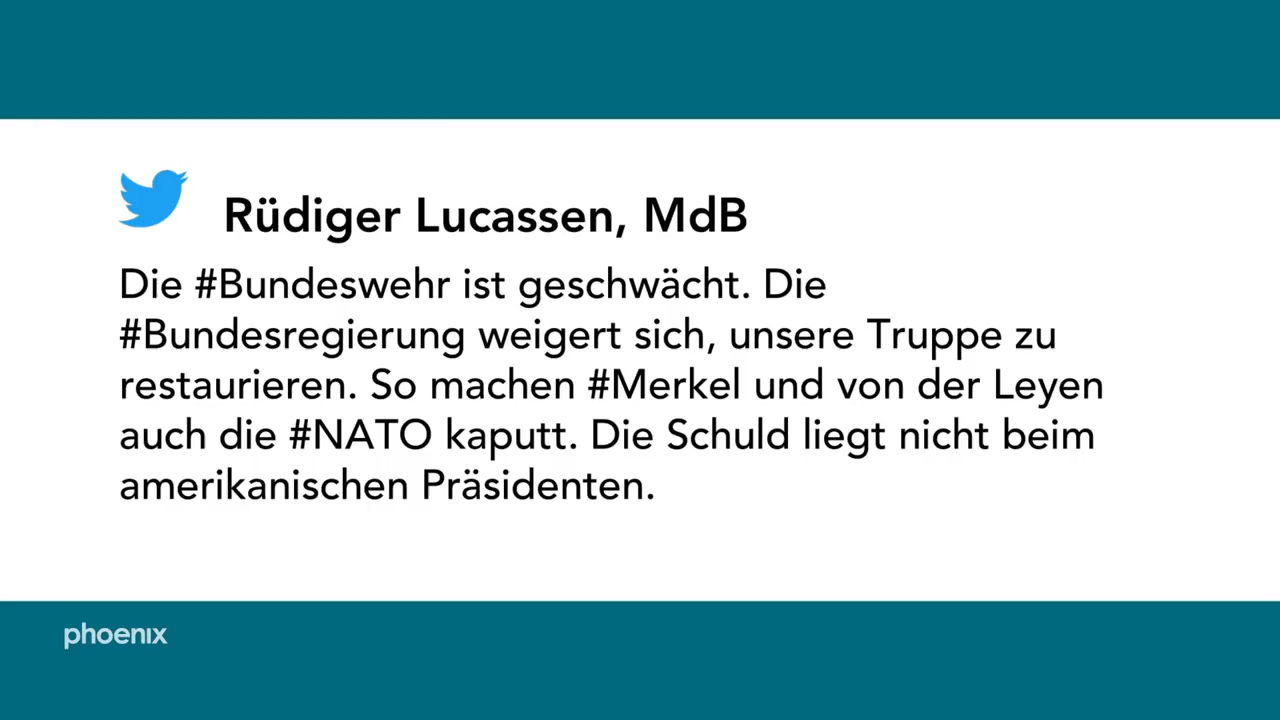 Rüdiger Lucassen, MdB
Die #Bundeswehr ist geschwächt. Die
#Bundesregierung weigert sich, unsere Truppe zu
restaurieren. So machen #Merkel und von der Leyen
auch die #NATO kaputt. Die Schuld liegt nicht beim
amerikanischen Präsidenten.
phoenix